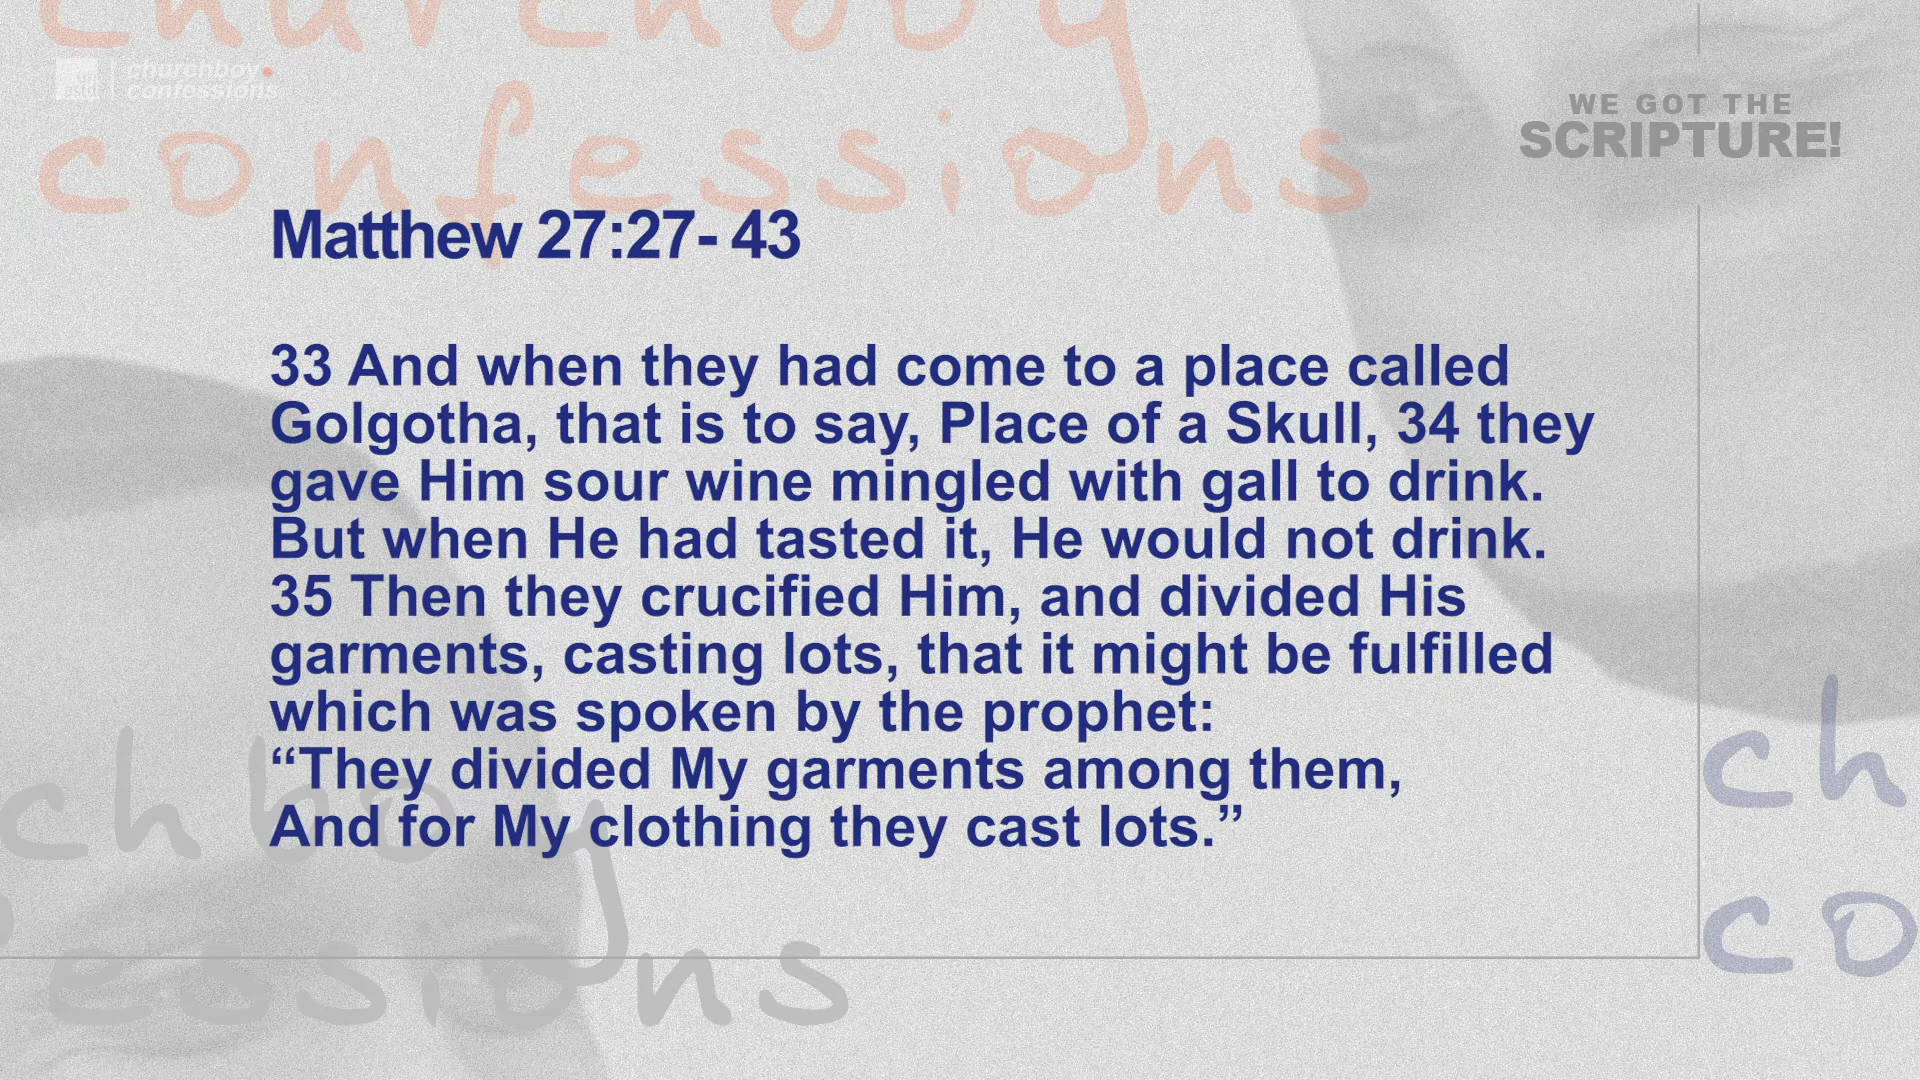 churchboy
confessions
churchboy
confessions
WE GOT THE
SCRIPTURE!
Matthew 27:27- 43
33 And when they had come to a place called
Golgotha, that is to say, Place of a Skull, 34 they
gave Him sour wine mingled with gall to drink.
But when He had tasted it, He would not drink.
35 Then they crucified Him, and divided His
garments, casting lots, that it might be fulfilled
which was spoken by the prophet:
“They divided My garments among them,
And for My clothing they cast lots.”
chboy
essions
ch
co